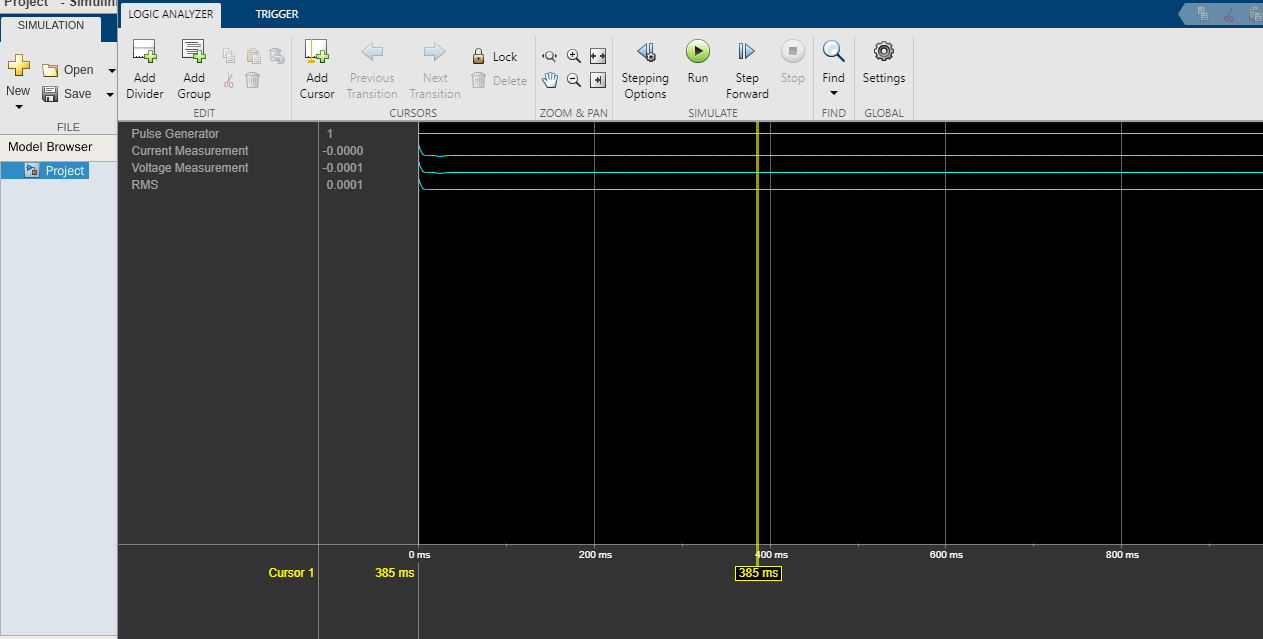 Project - Simulin
LOGIC ANALYZER
TRIGGER
SIMULATION
New
Open
Save
FILE
Add Divider
Add Group
EDIT
Add Cursor
Previous Transition
Next Transition
Lock
Delete
CURSORS
ZOOM & PAN
Stepping Options
Run
Step Forward
Stop
SIMULATE
Find
FIND
Settings
GLOBAL
Model Browser
Project
Pulse Generator 1
Current Measurement -0.0000
Voltage Measurement -0.0001
RMS 0.0001
0 ms 200 ms 400 ms 600 ms 800 ms
Cursor 1 385 ms 385 ms